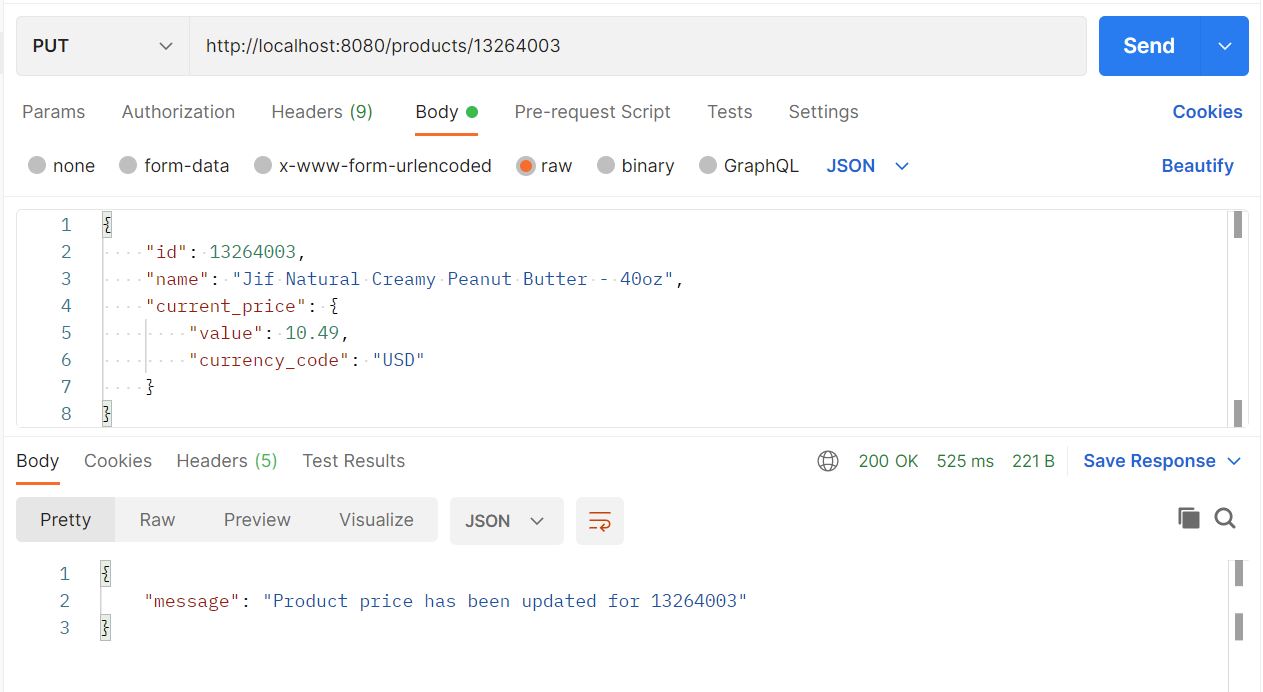 PUT http://localhost:8080/products/13264003 Send
Params Authorization Headers (9) Body Pre-request Script Tests Settings Cookies
none form-data x-www-form-urlencoded raw binary GraphQL JSON Beautify
1 {
2 "id": 13264003,
3 "name": "Jif Natural Creamy Peanut Butter - 40oz",
4 "current_price": {
5 "value": 10.49,
6 "currency_code": "USD"
7 }
8 }
Body Cookies Headers (5) Test Results 200 OK 525 ms 221 B Save Response
Pretty Raw Preview Visualize JSON
1 {
2 "message": "Product price has been updated for 13264003"
3 }